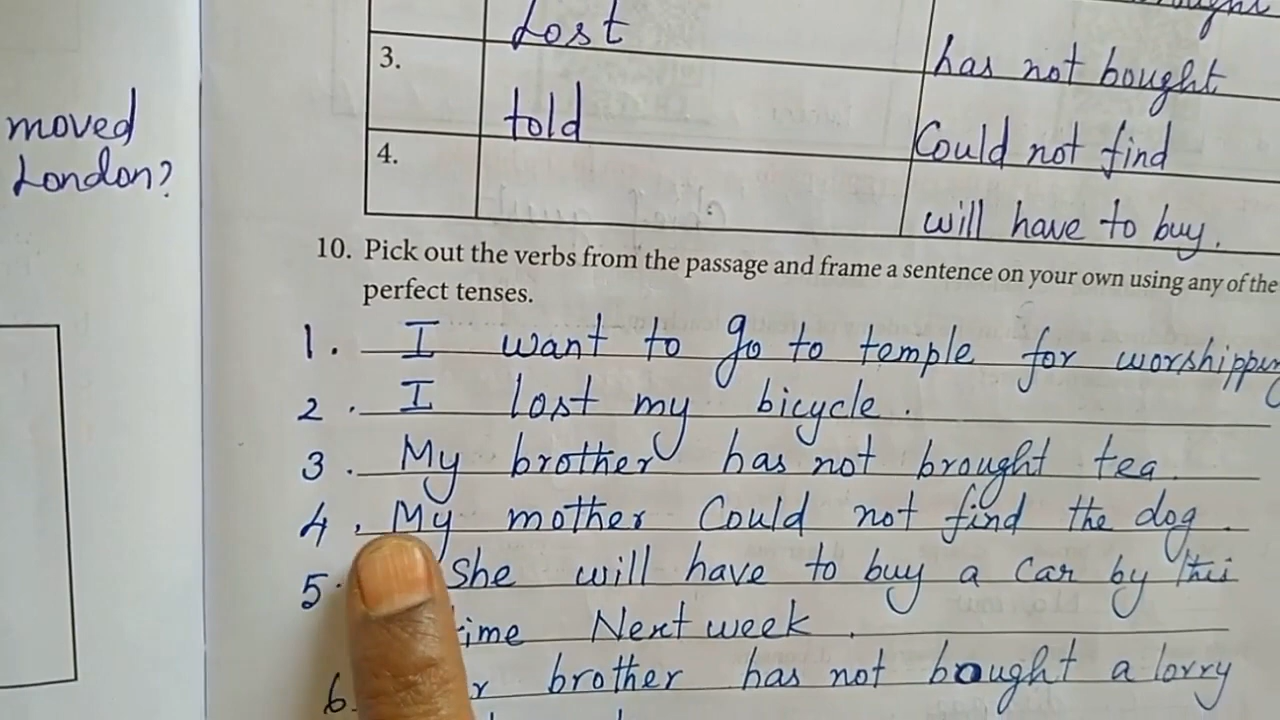 Lost
3.
has not bought
told
Could not find
4.
will have to buy.
moved
London?
10. Pick out the verbs from the passage and frame a sentence on your own using any of the
perfect tenses.
1. I want to go to temple for worshipping
2. I lost my bicycle.
3. My brother has not brought tea.
4. My mother Could not find the dog.
5. she will have to buy a car by this
time Next week.
6. brother has not bought a lorry